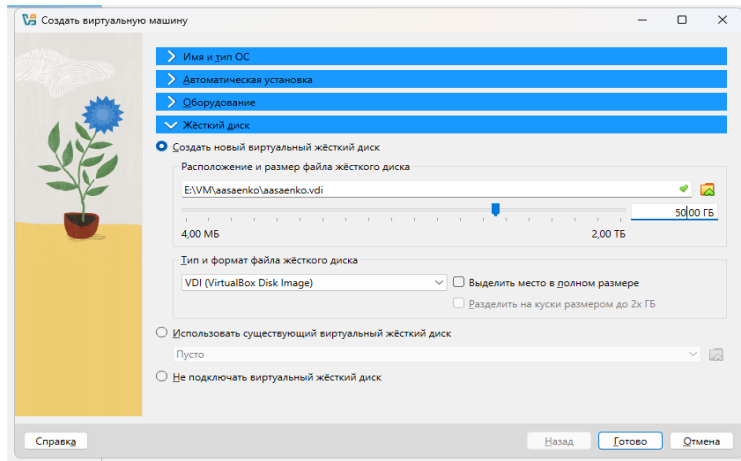 Создать виртуальную машину
Имя и тип ОС
Автоматическая установка
Оборудование
Жёсткий диск
Создать новый виртуальный жёсткий диск
Расположение и размер файла жёсткого диска
E:\VM\aasaenko\aasaenko.vdi
50,00 ГБ
4,00 МБ 2,00 ТБ
Тип и формат файла жёсткого диска
VDI (VirtualBox Disk Image) Выделить место в полном размере
Разделить на куски размером до 2х ГБ
Использовать существующий виртуальный жёсткий диск
Пусто
Не подключать виртуальный жёсткий диск
Справка Назад Готово Отмена